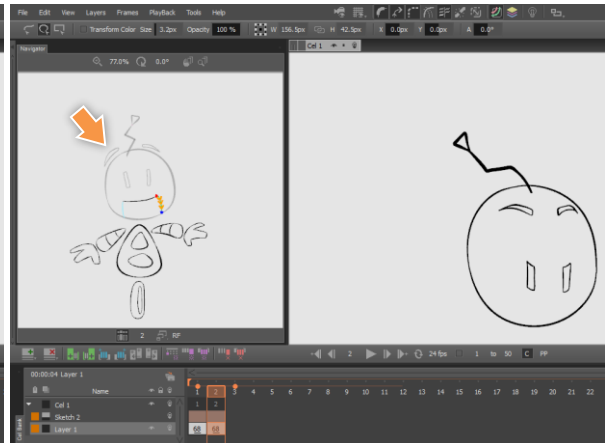 File Edit View Layers Frames PlayBack Tools Help
Transform Color Size 3.2px Opacity 100 % W 156.5px H 42.5px X 0.0px Y 0.0px A 0.0°
Navigator
Cel 1
77.0% 0.0°
2 RF
2 24 fps 1 to 50 C PP
00:00:04 Layer 1
Name 1 2 3 4 5 6 7 8 9 10 11 12 13 14 15 16 17 18 19 20 21 22
Cel 1 1 2
Sketch 2
Layer 1 68 68
Cel Bank